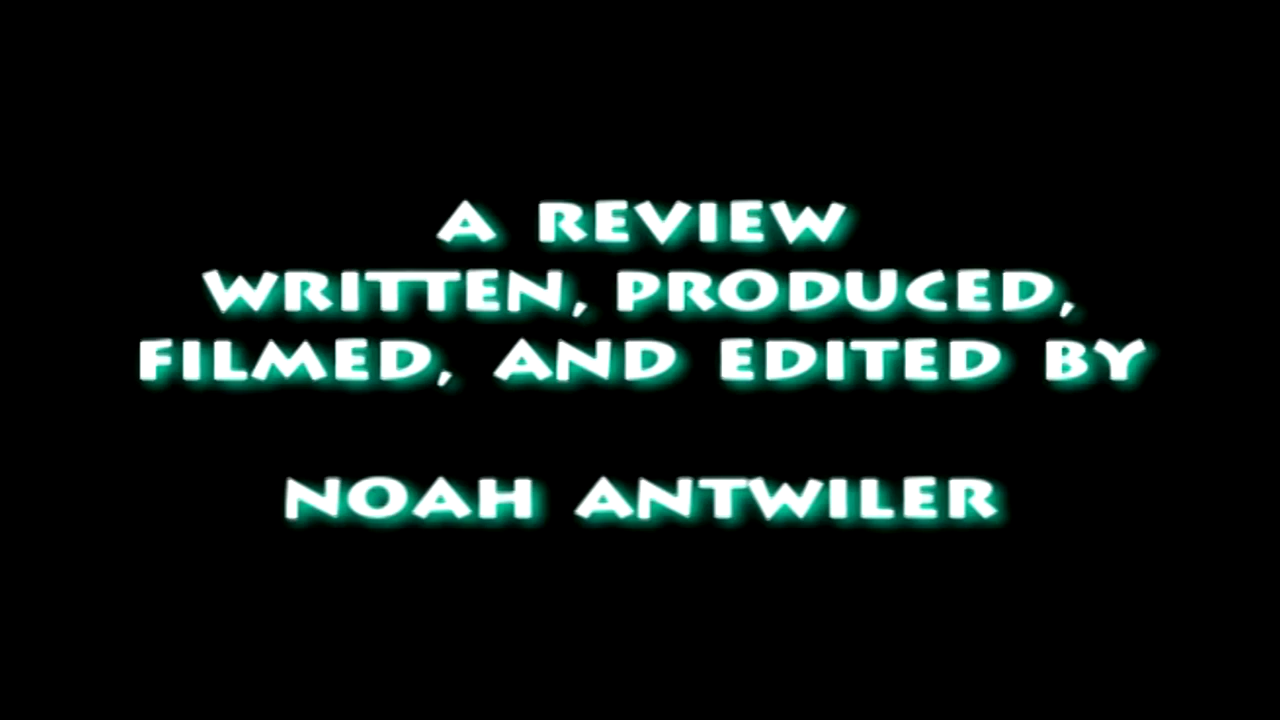 A REVIEW
WRITTEN, PRODUCED,
FILMED, AND EDITED BY
NOAH ANTWILER